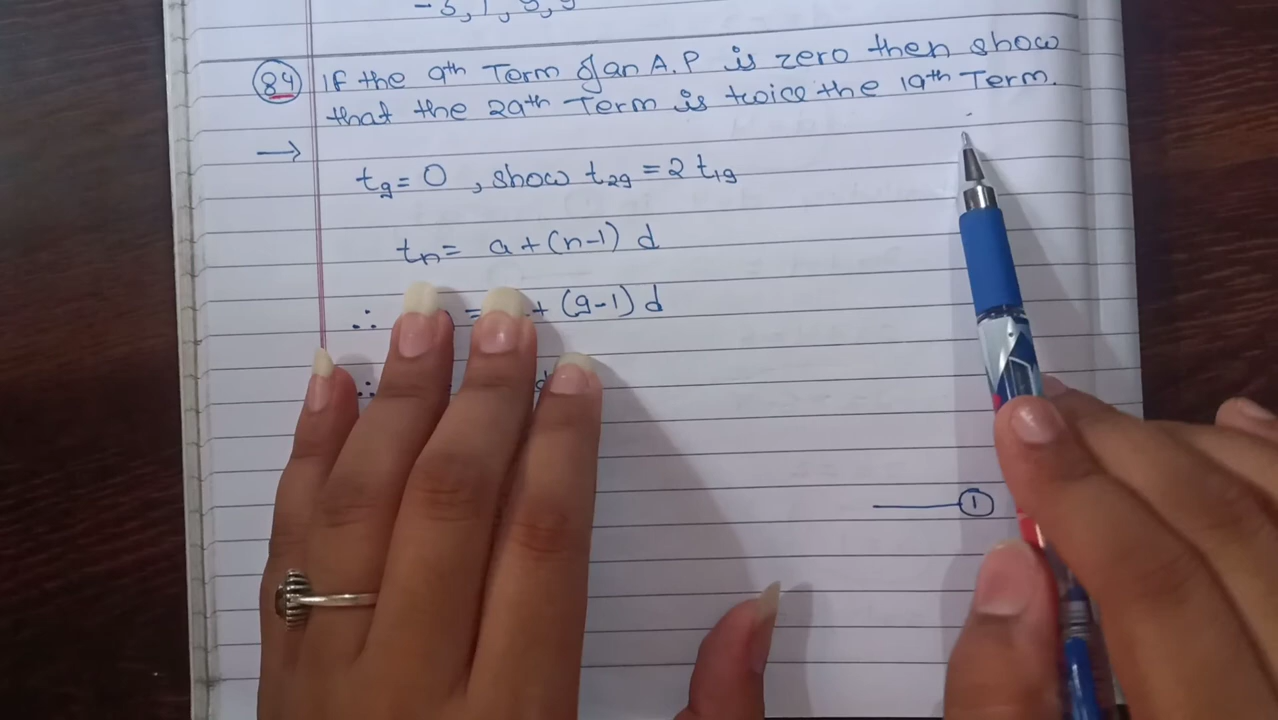 84 If the 9th Term of an A.P is zero then show
that the 29th Term is twice the 19th Term.
→
t9 = 0 , show t29 = 2 t19
tn = a + (n-1) d
∴ = + (9-1) d
∴ d
1